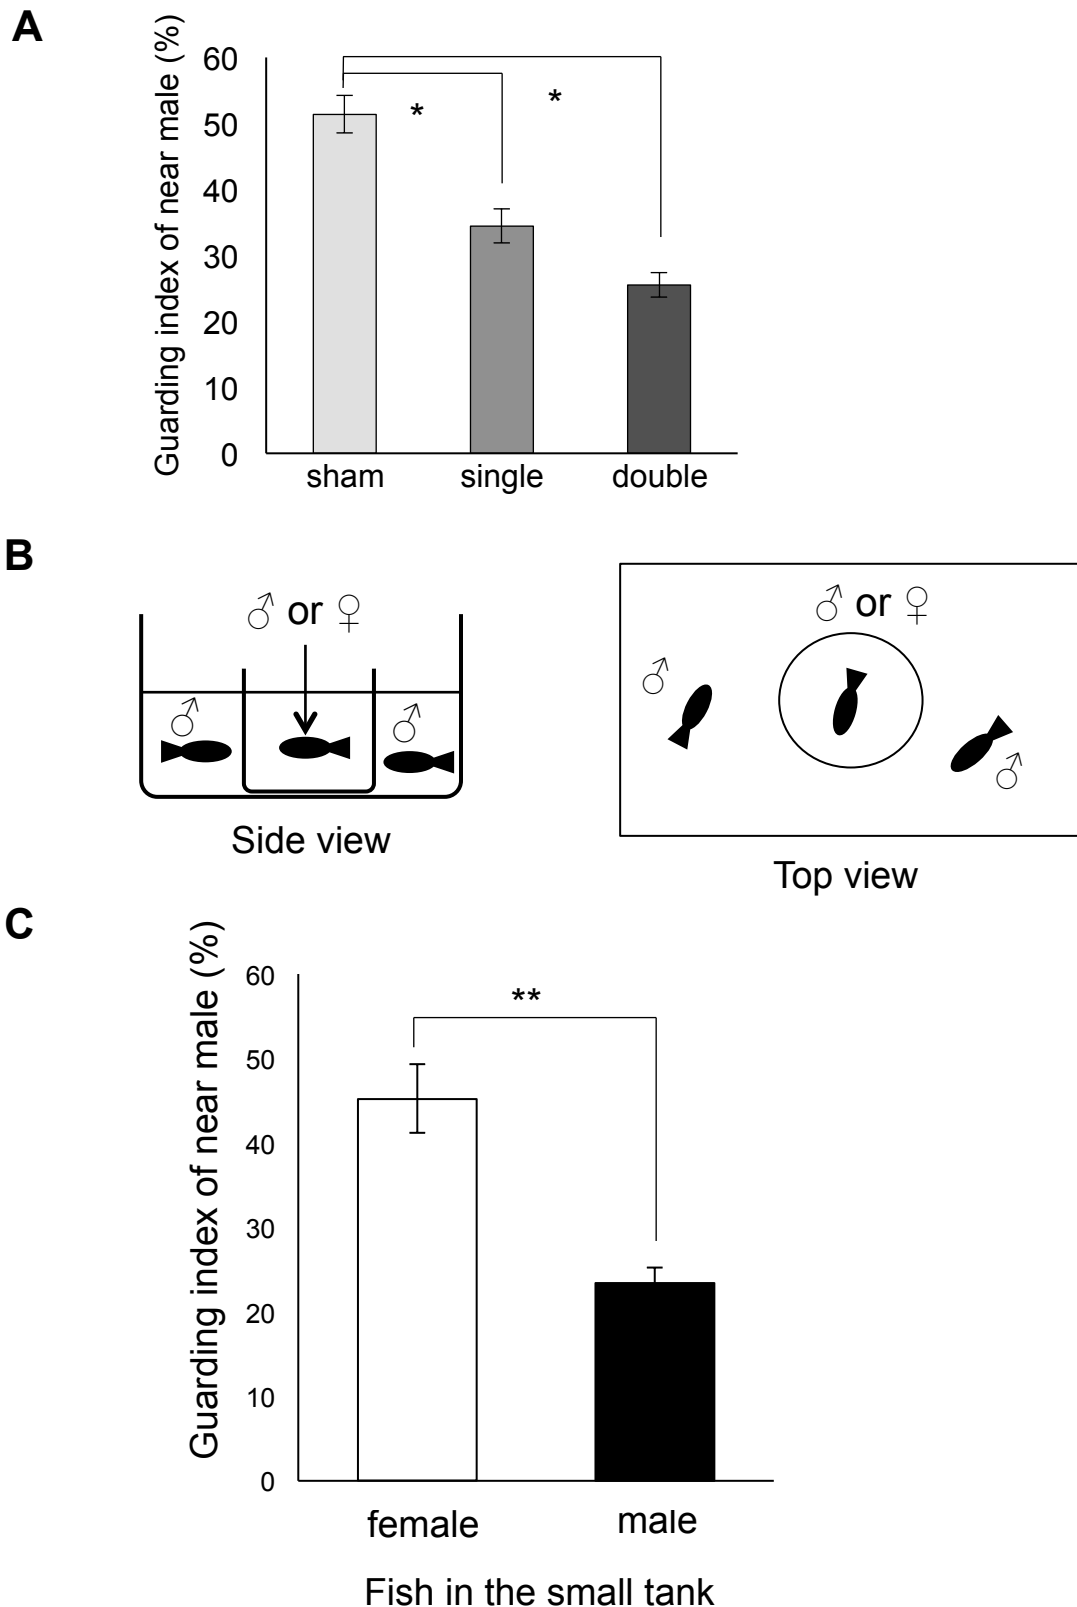 A
Guarding index of near male (%)
60
50
40
30
20
10
0
*
*
sham single double
B
♂ or ♀
♂
♂
Side view
♂ or ♀
♂
♂
Top view
C
Guarding index of near male (%)
60
50
40
30
20
10
0
**
female male
Fish in the small tank